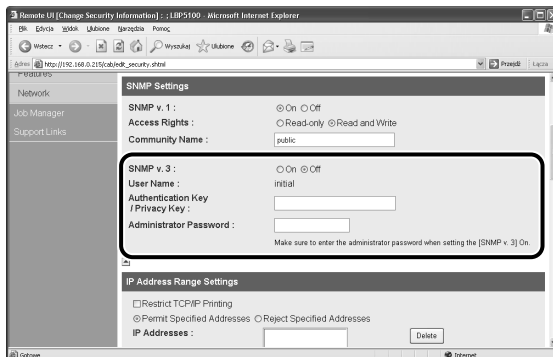 Remote UI [Change Security Information] : ; LBP5100 - Microsoft Internet Explorer
Plik Edycja Widok Ulubione Narzędzia Pomoc
Wstecz Wyszukaj Ulubione
Adres http://192.168.0.215/cab/edit_security.shtml Przejdź Łącza
Features
Network
Job Manager
Support Links
SNMP Settings
SNMP v. 1 : On Off
Access Rights : Read-only Read and Write
Community Name : public
SNMP v. 3 : On Off
User Name : initial
Authentication Key
/ Privacy Key :
Administrator Password :
Make sure to enter the administrator password when setting the [SNMP v. 3] On.
IP Address Range Settings
Restrict TCP/IP Printing
Permit Specified Addresses Reject Specified Addresses
IP Addresses : Delete
Gotowe Internet